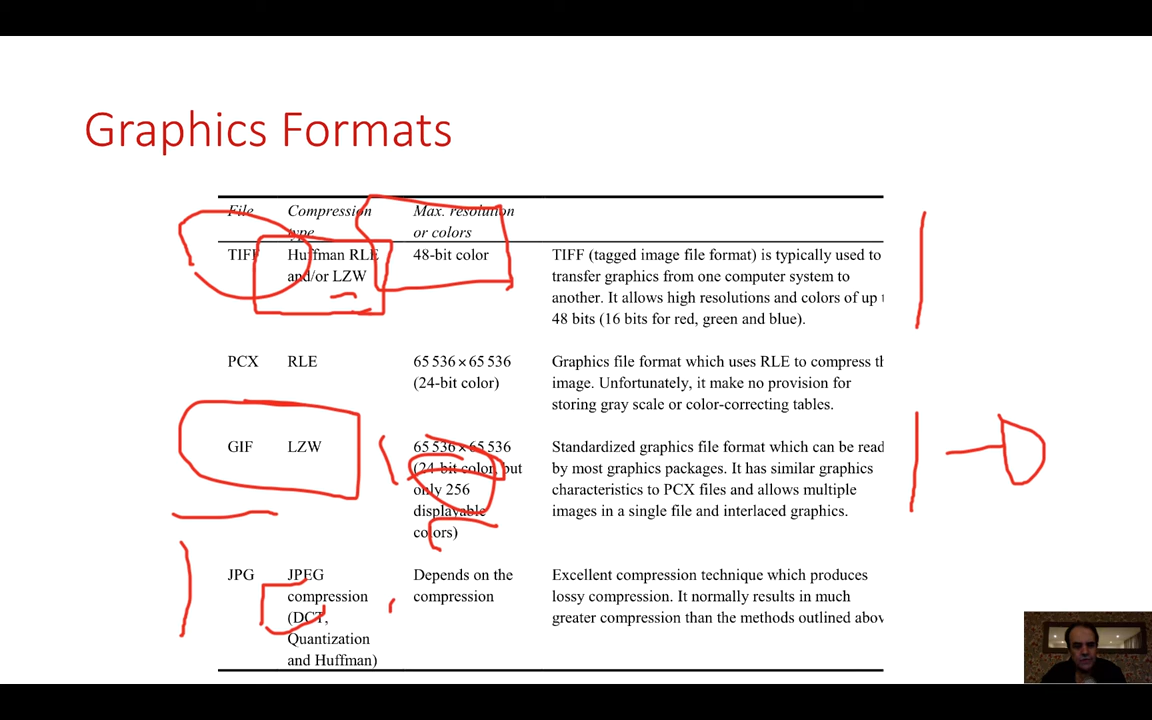 Graphics Formats
File Compression type Max. resolution or colors
TIFF Huffman RLE and/or LZW 48-bit color TIFF (tagged image file format) is typically used to
transfer graphics from one computer system to
another. It allows high resolutions and colors of up
48 bits (16 bits for red, green and blue).
PCX RLE 65 536 × 65 536 (24-bit color) Graphics file format which uses RLE to compress
image. Unfortunately, it make no provision for
storing gray scale or color-correcting tables.
GIF LZW 65 536 × 65 536 (24-bit color, but only 256 displayable colors) Standardized graphics file format which can be read
by most graphics packages. It has similar graphics
characteristics to PCX files and allows multiple
images in a single file and interlaced graphics.
JPG JPEG compression (DCT, Quantization and Huffman) Depends on the compression Excellent compression technique which produces
lossy compression. It normally results in much
greater compression than the methods outlined